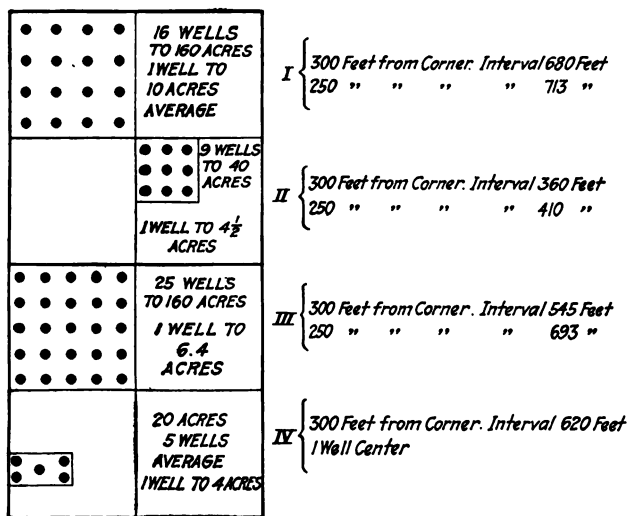 16 WELLS
TO 160 ACRES
1 WELL TO
10 ACRES
AVERAGE
I { 300 Feet from Corner. Interval 680 Feet
250 " " " " 713 "
9 WELLS
TO 40
ACRES
1 WELL TO 4½
ACRES
II { 300 Feet from Corner. Interval 360 Feet
250 " " " " 410 "
25 WELLS
TO 160 ACRES
1 WELL TO
6.4
ACRES
III { 300 Feet from Corner. Interval 545 Feet
250 " " " " 693 "
20 ACRES
5 WELLS
AVERAGE
1 WELL TO 4 ACRES
IV { 300 Feet from Corner. Interval 620 Feet
1 Well Center